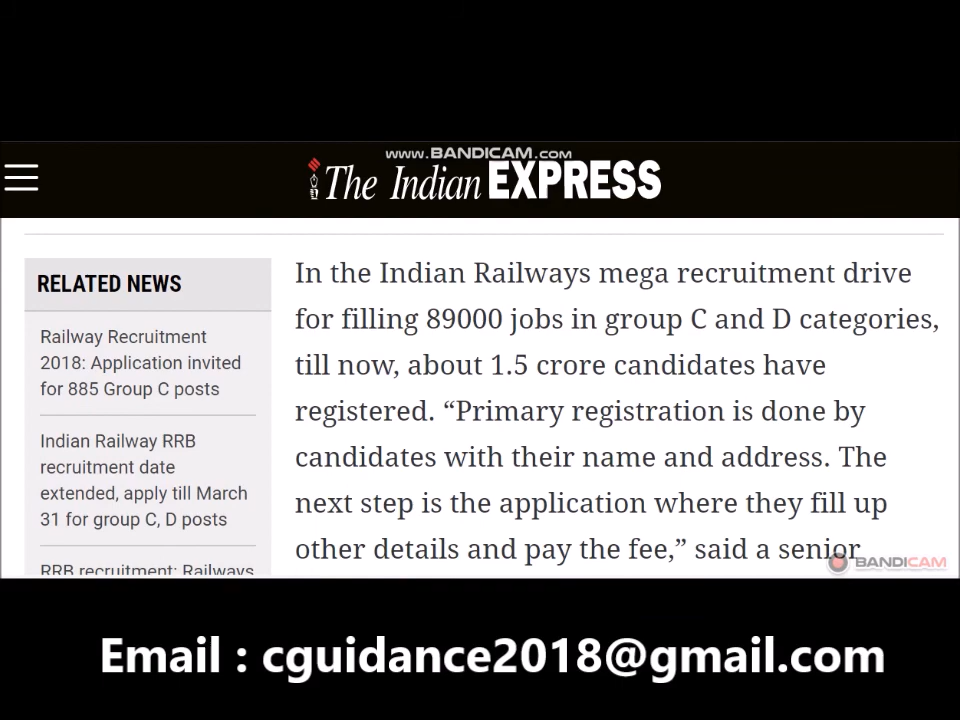 www.BANDICAM.com
The Indian EXPRESS
RELATED NEWS
Railway Recruitment
2018: Application invited
for 885 Group C posts
Indian Railway RRB
recruitment date
extended, apply till March
31 for group C, D posts
RRB recruitment: Railways
In the Indian Railways mega recruitment drive
for filling 89000 jobs in group C and D categories,
till now, about 1.5 crore candidates have
registered. “Primary registration is done by
candidates with their name and address. The
next step is the application where they fill up
other details and pay the fee,” said a senior
BANDICAM
Email : cguidance2018@gmail.com